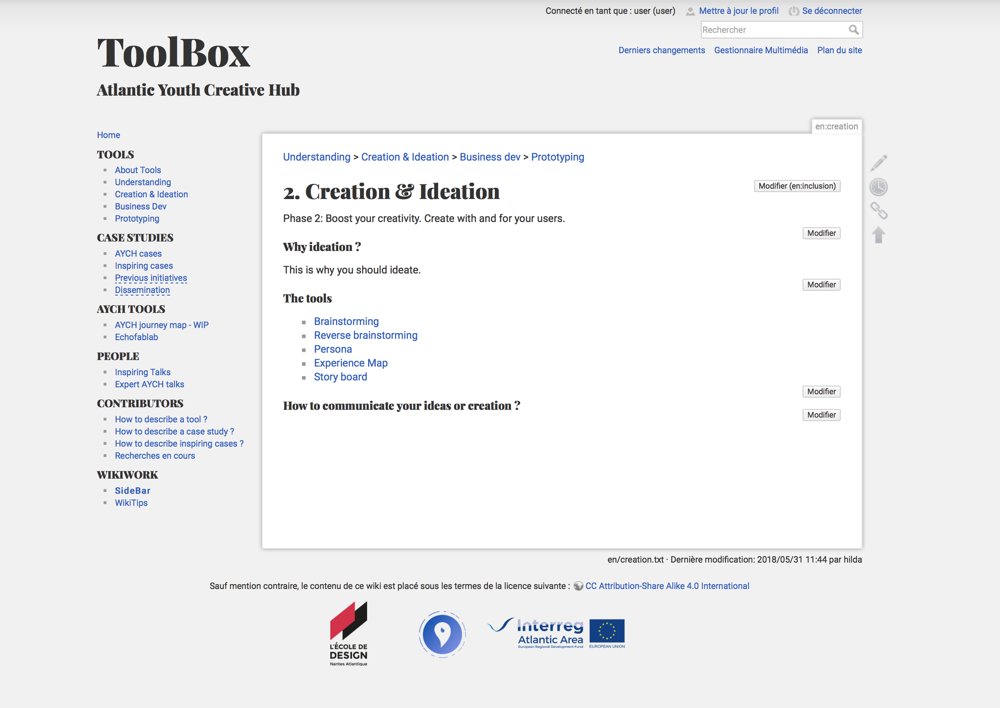 Connecté en tant que : user (user) Mettre à jour le profil Se déconnecter
Rechercher
Derniers changements Gestionnaire Multimédia Plan du site
ToolBox
Atlantic Youth Creative Hub
Home
TOOLS
About Tools
Understanding
Creation & Ideation
Business Dev
Prototyping
CASE STUDIES
AYCH cases
Inspiring cases
Previous initiatives
Dissemination
AYCH TOOLS
AYCH journey map - WIP
Echofablab
PEOPLE
Inspiring Talks
Expert AYCH talks
CONTRIBUTORS
How to describe a tool ?
How to describe a case study ?
How to describe inspiring cases ?
Recherches en cours
WIKIWORK
SideBar
WikiTips
en:creation
Understanding > Creation & Ideation > Business dev > Prototyping
2. Creation & Ideation
Modifier (en:inclusion)
Phase 2: Boost your creativity. Create with and for your users.
Modifier
Why ideation ?
This is why you should ideate.
Modifier
The tools
Brainstorming
Reverse brainstorming
Persona
Experience Map
Story board
Modifier
How to communicate your ideas or creation ?
Modifier
en/creation.txt · Dernière modification: 2018/05/31 11:44 par hilda
Sauf mention contraire, le contenu de ce wiki est placé sous les termes de la licence suivante : CC Attribution-Share Alike 4.0 International
L'ÉCOLE DE
DESIGN
Nantes Atlantique
Interreg
Atlantic Area
European Regional Development Fund
EUROPEAN UNION